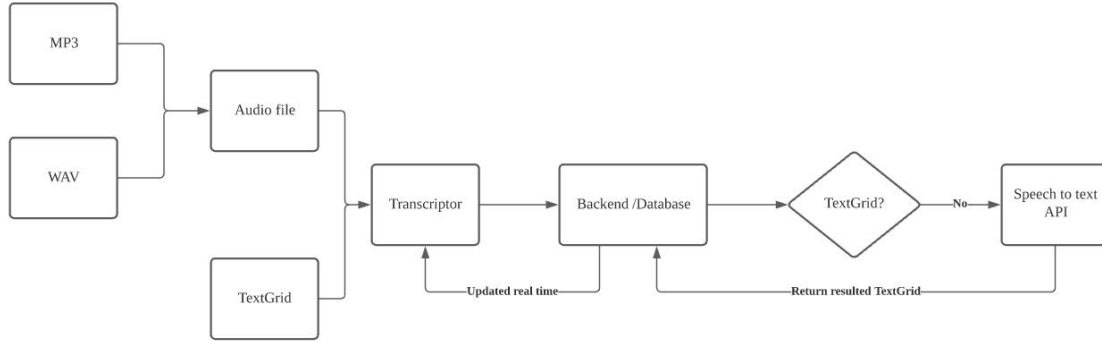 MP3
WAV
Audio file
TextGrid
Transcriptor
Backend /Database
TextGrid?
No
Speech to text
API
Updated real time
Return resulted TextGrid